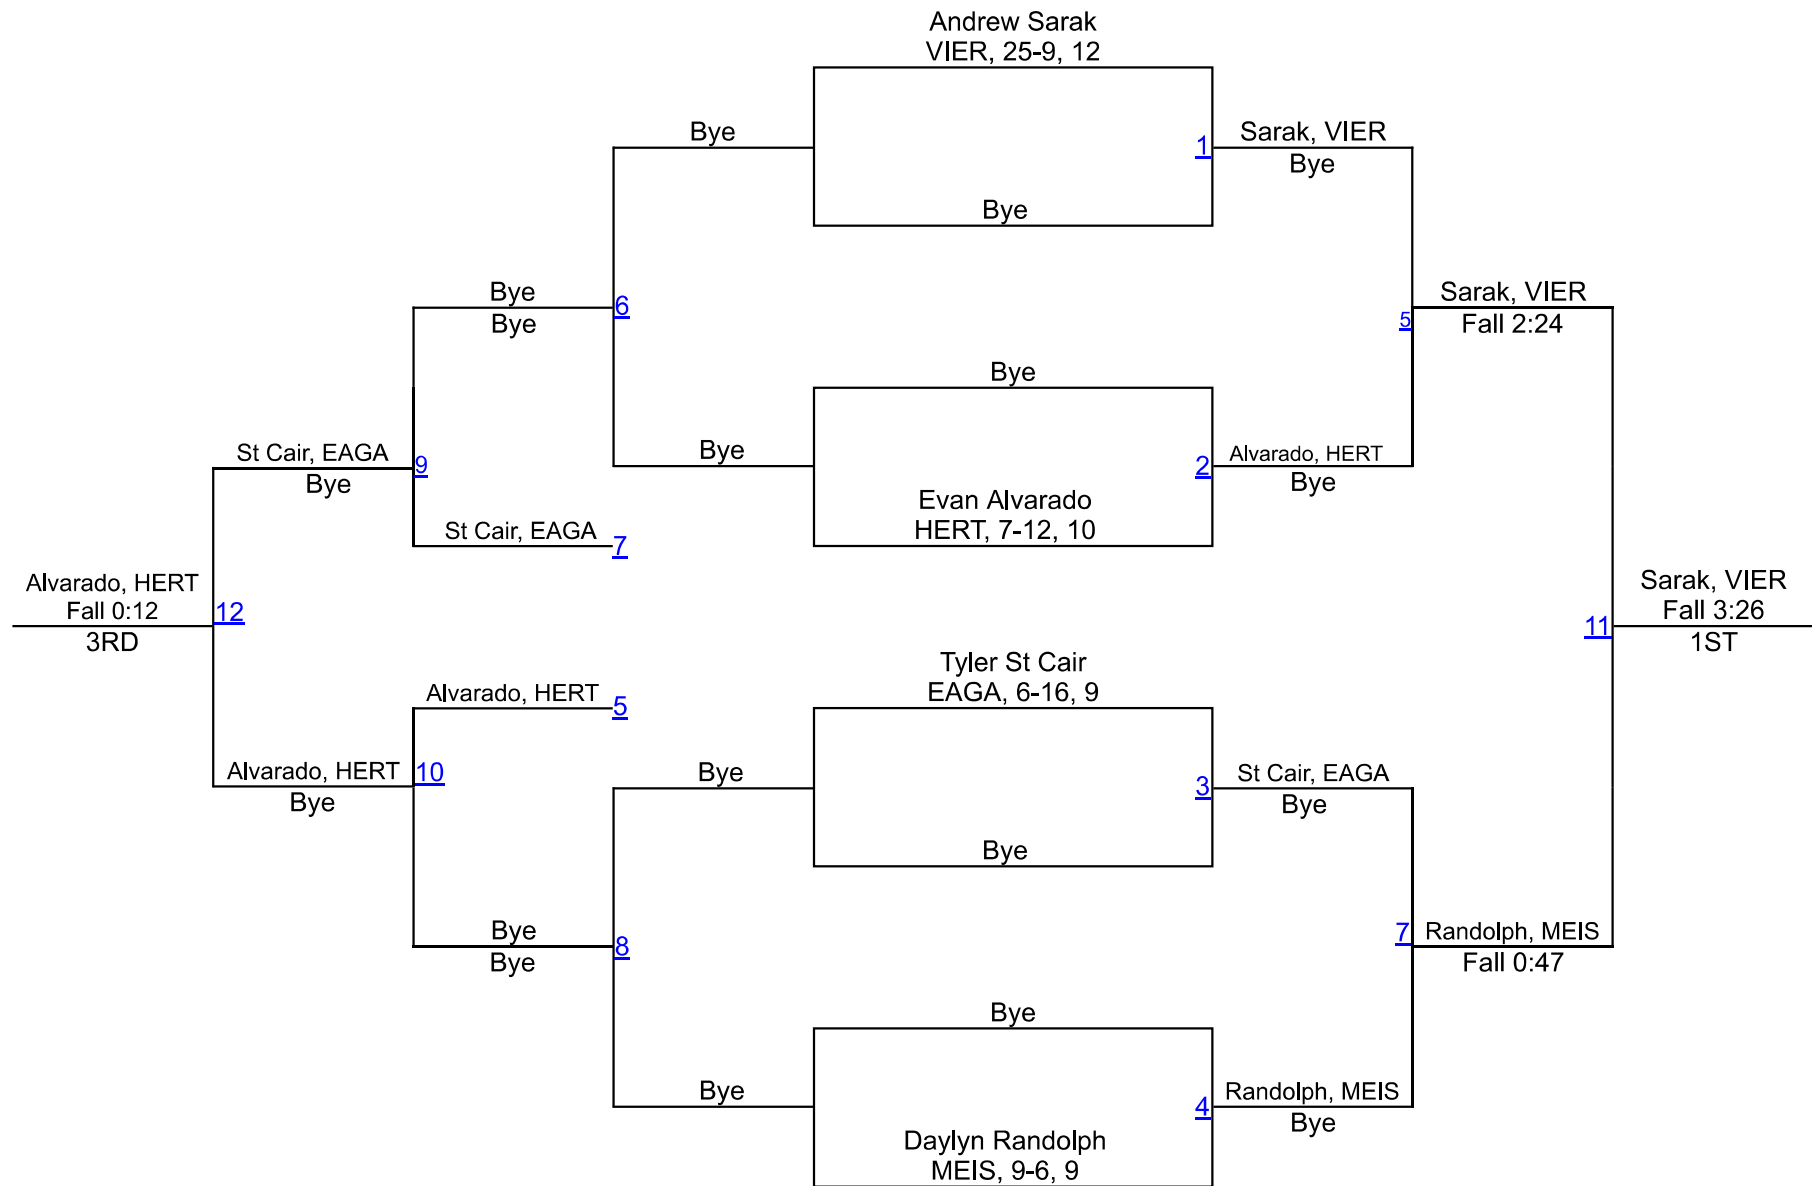 Andrew Sarak
VIER, 25-9, 12
Bye
1
Sarak, VIER
Bye
Bye
Bye
Bye
6
Sarak, VIER
5
Fall 2:24
Bye
St Cair, EAGA
9
Bye
Bye
2
Alvarado, HERT
Bye
Evan Alvarado
HERT, 7-12, 10
St Cair, EAGA
7
Alvarado, HERT
Fall 0:12
12
3RD
Sarak, VIER
Fall 3:26
11
1ST
Tyler St Cair
EAGA, 6-16, 9
Alvarado, HERT
5
Alvarado, HERT
10
Bye
Bye
3
St Cair, EAGA
Bye
Bye
Bye
8
Bye
7
Randolph, MEIS
Fall 0:47
Bye
Bye
4
Randolph, MEIS
Bye
Daylyn Randolph
MEIS, 9-6, 9